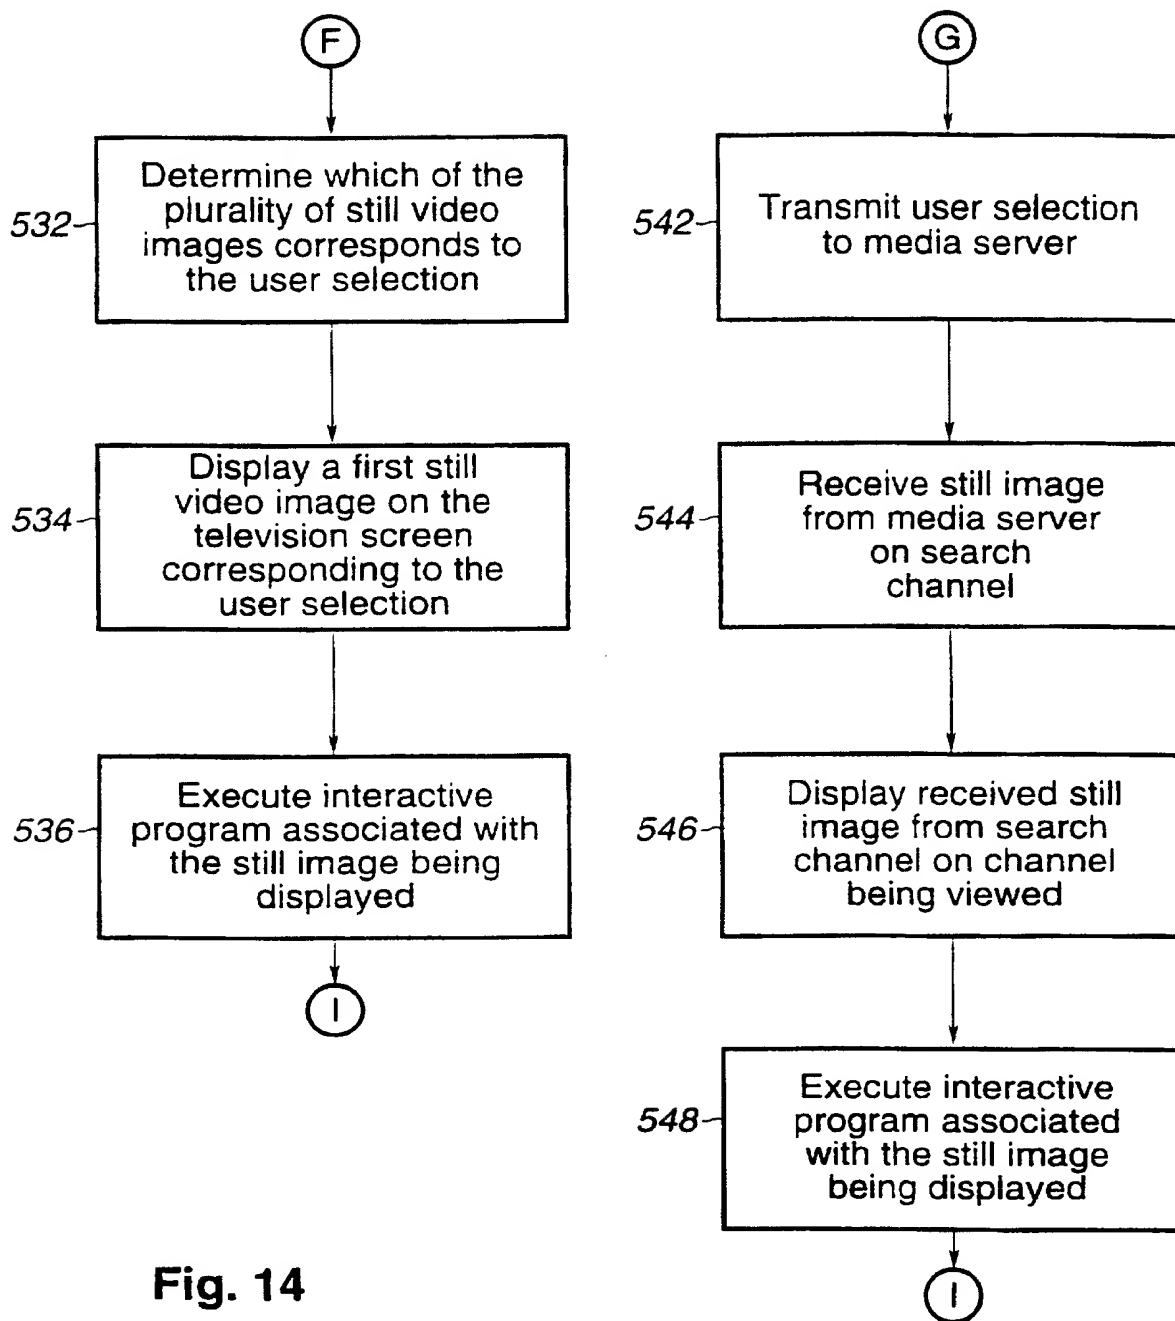 F
532
Determine which of the
plurality of still video
images corresponds to
the user selection
534
Display a first still
video image on the
television screen
corresponding to the
user selection
536
Execute interactive
program associated with
the still image being
displayed
I
G
542
Transmit user selection
to media server
544
Receive still image
from media server
on search
channel
546
Display received still
image from search
channel on channel
being viewed
548
Execute interactive
program associated
with the still image
being displayed
I
Fig. 14